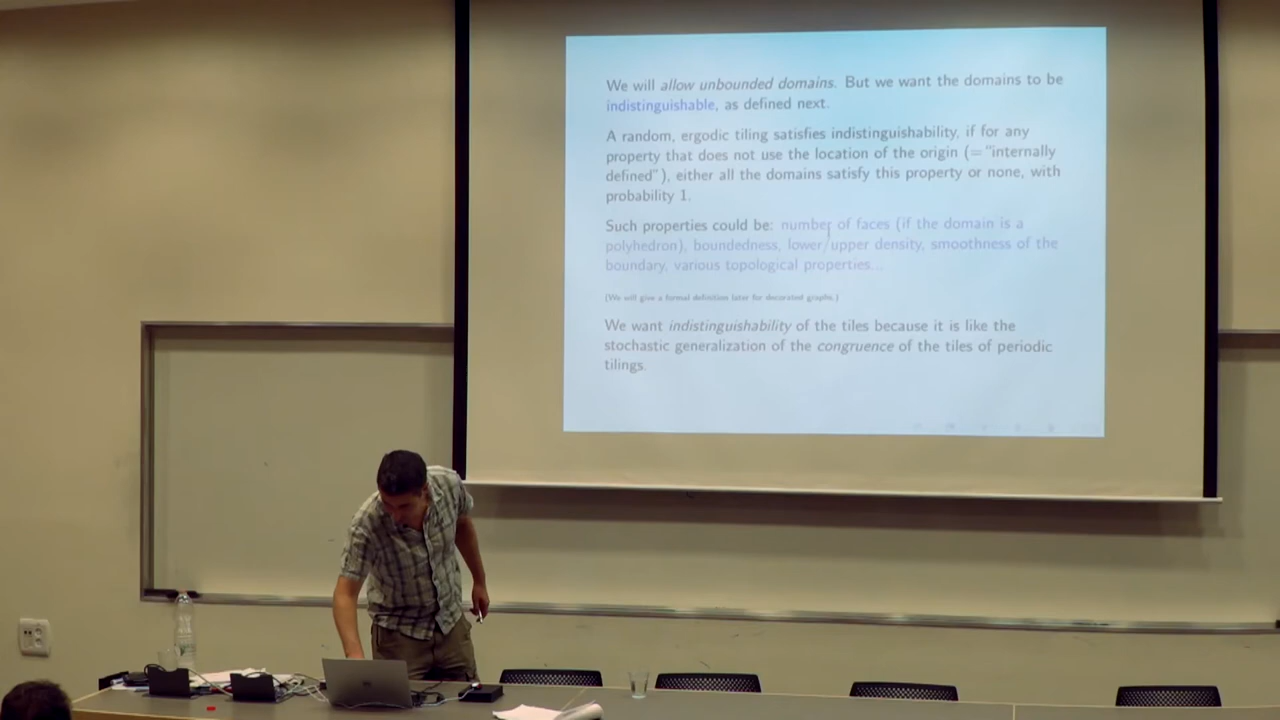 We will allow unbounded domains. But we want the domains to be
indistinguishable, as defined next.
A random, ergodic tiling satisfies indistinguishability, if for any
property that does not use the location of the origin (="internally
defined"), either all the domains satisfy this property or none, with
probability 1.
Such properties could be: number of faces (if the domain is a
polyhedron), boundedness, lower/upper density, smoothness of the
boundary, various topological properties...
(We will give a formal definition later for decorated graphs.)
We want indistinguishability of the tiles because it is like the
stochastic generalization of the congruence of the tiles of periodic
tilings.